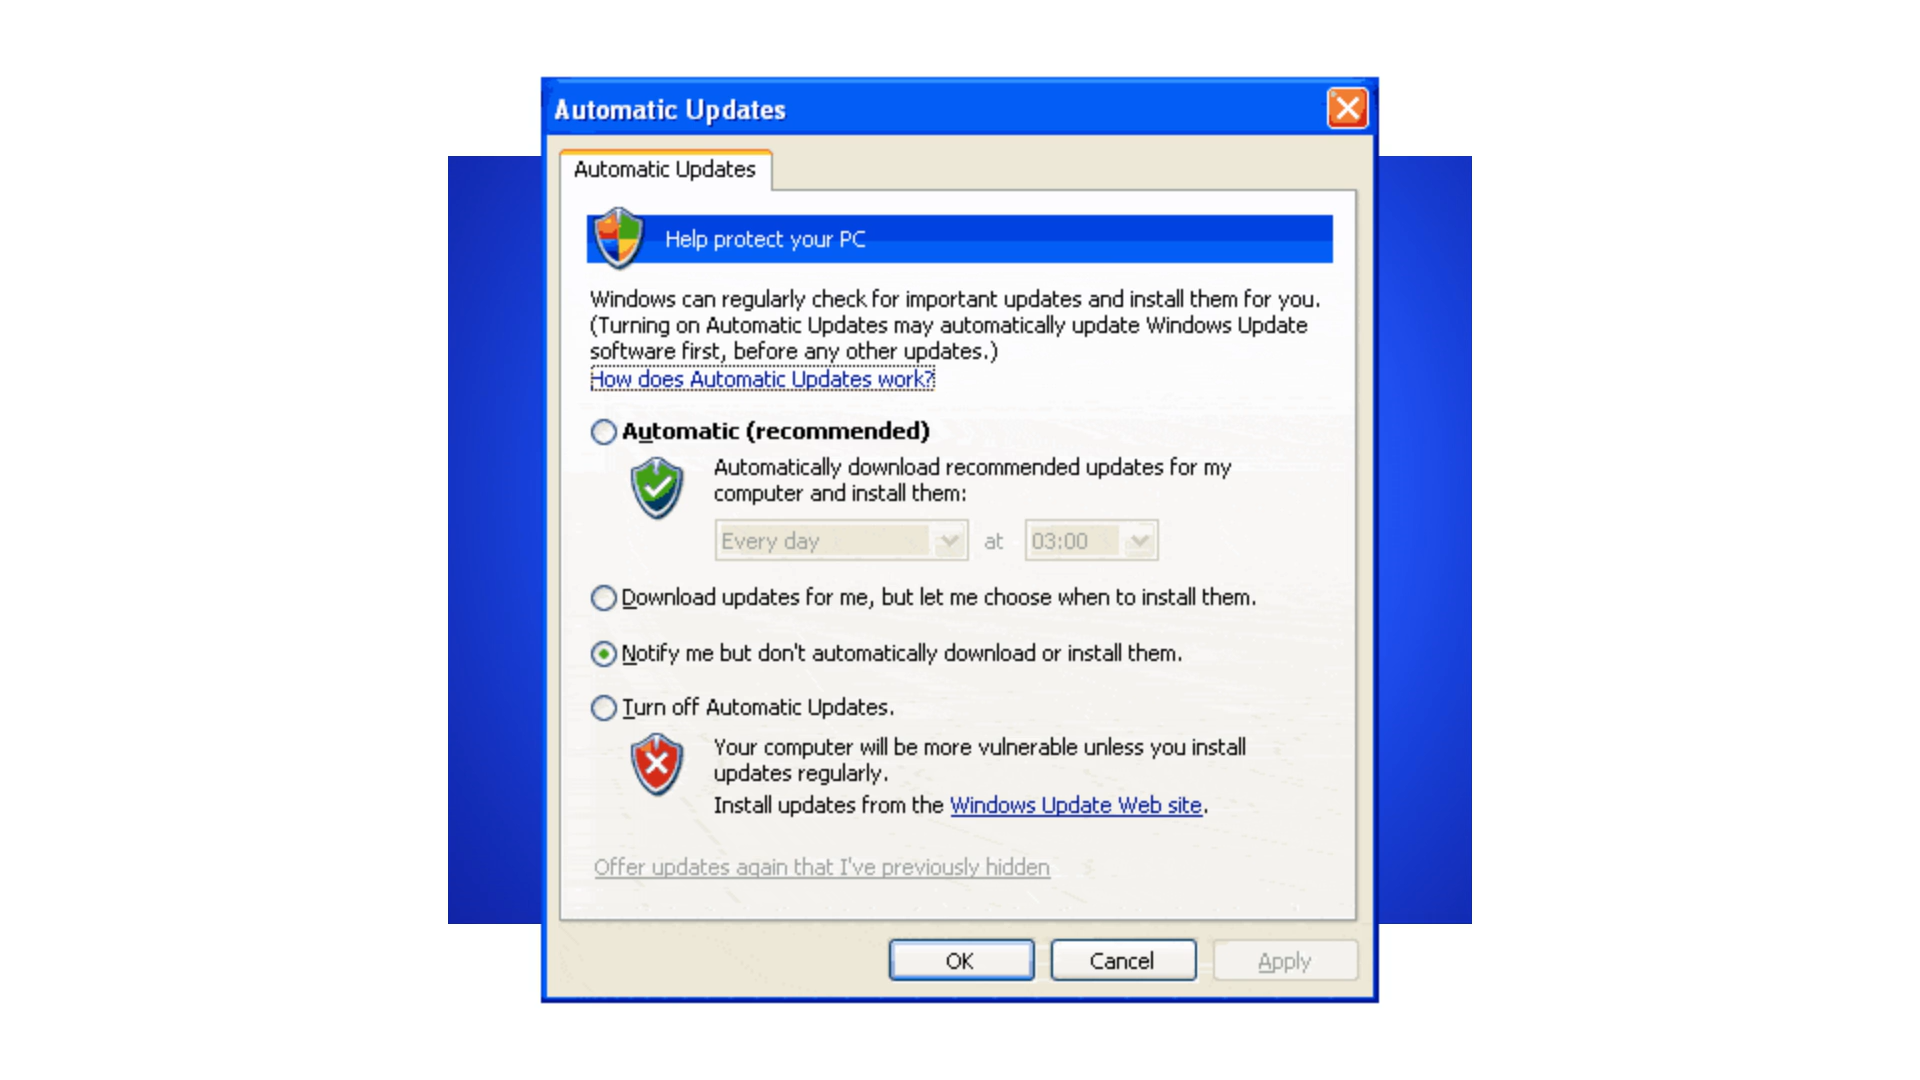 Automatic Updates
Automatic Updates
Help protect your PC
Windows can regularly check for important updates and install them for you.
(Turning on Automatic Updates may automatically update Windows Update
software first, before any other updates.)
How does Automatic Updates work?
Automatic (recommended)
Automatically download recommended updates for my
computer and install them:
Every day at 03:00
Download updates for me, but let me choose when to install them.
Notify me but don't automatically download or install them.
Turn off Automatic Updates.
Your computer will be more vulnerable unless you install
updates regularly.
Install updates from the Windows Update Web site.
Offer updates again that I've previously hidden
OK Cancel Apply